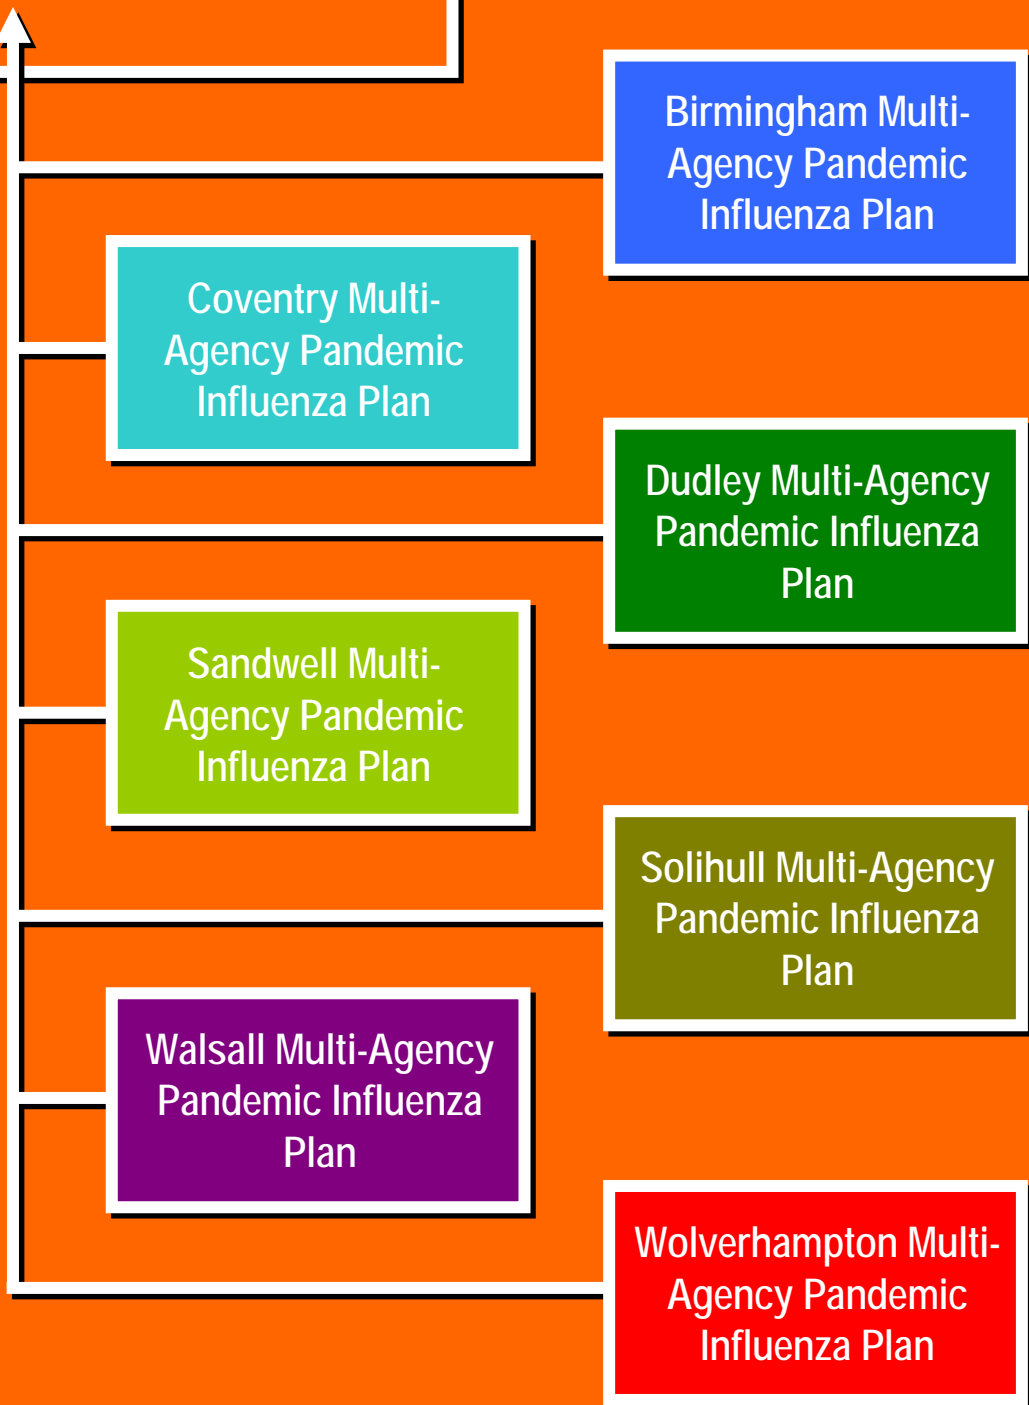 Birmingham Multi-
Agency Pandemic
Influenza Plan
Coventry Multi-
Agency Pandemic
Influenza Plan
Dudley Multi-Agency
Pandemic Influenza
Plan
Sandwell Multi-
Agency Pandemic
Influenza Plan
Solihull Multi-Agency
Pandemic Influenza
Plan
Walsall Multi-Agency
Pandemic Influenza
Plan
Wolverhampton Multi-
Agency Pandemic
Influenza Plan